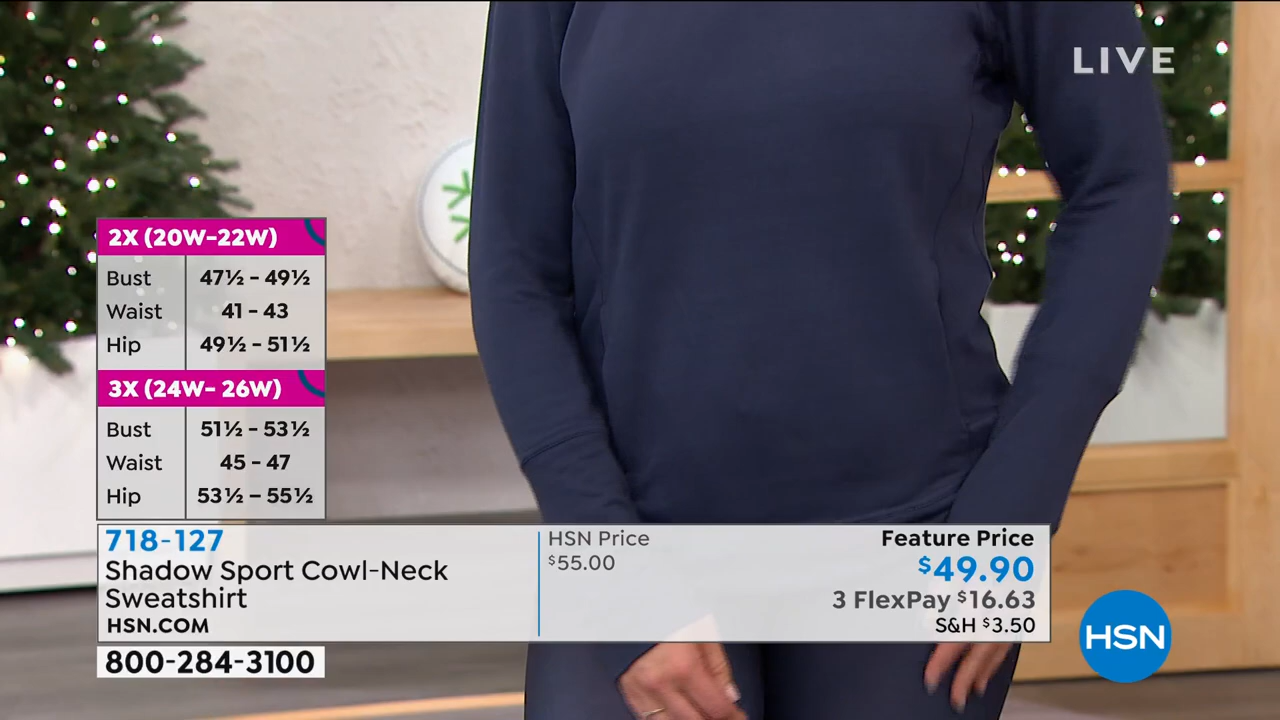 LIVE
2X (20W-22W)
Bust 47½ - 49½
Waist 41 - 43
Hip 49½ - 51½
3X (24W- 26W)
Bust 51½ - 53½
Waist 45 - 47
Hip 53½ - 55½
718-127
Shadow Sport Cowl-Neck
Sweatshirt
HSN.COM
HSN Price
$55.00
Feature Price
$49.90
3 FlexPay $16.63
S&H $3.50
800-284-3100
HSN